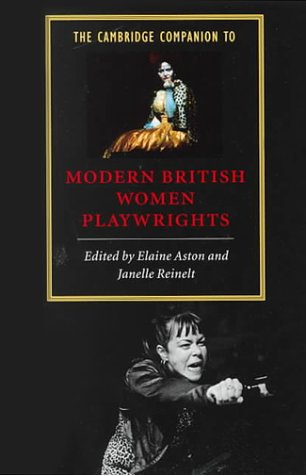 THE CAMBRIDGE COMPANION TO
MODERN BRITISH
WOMEN
PLAYWRIGHTS
Edited by Elaine Aston and
Janelle Reinelt